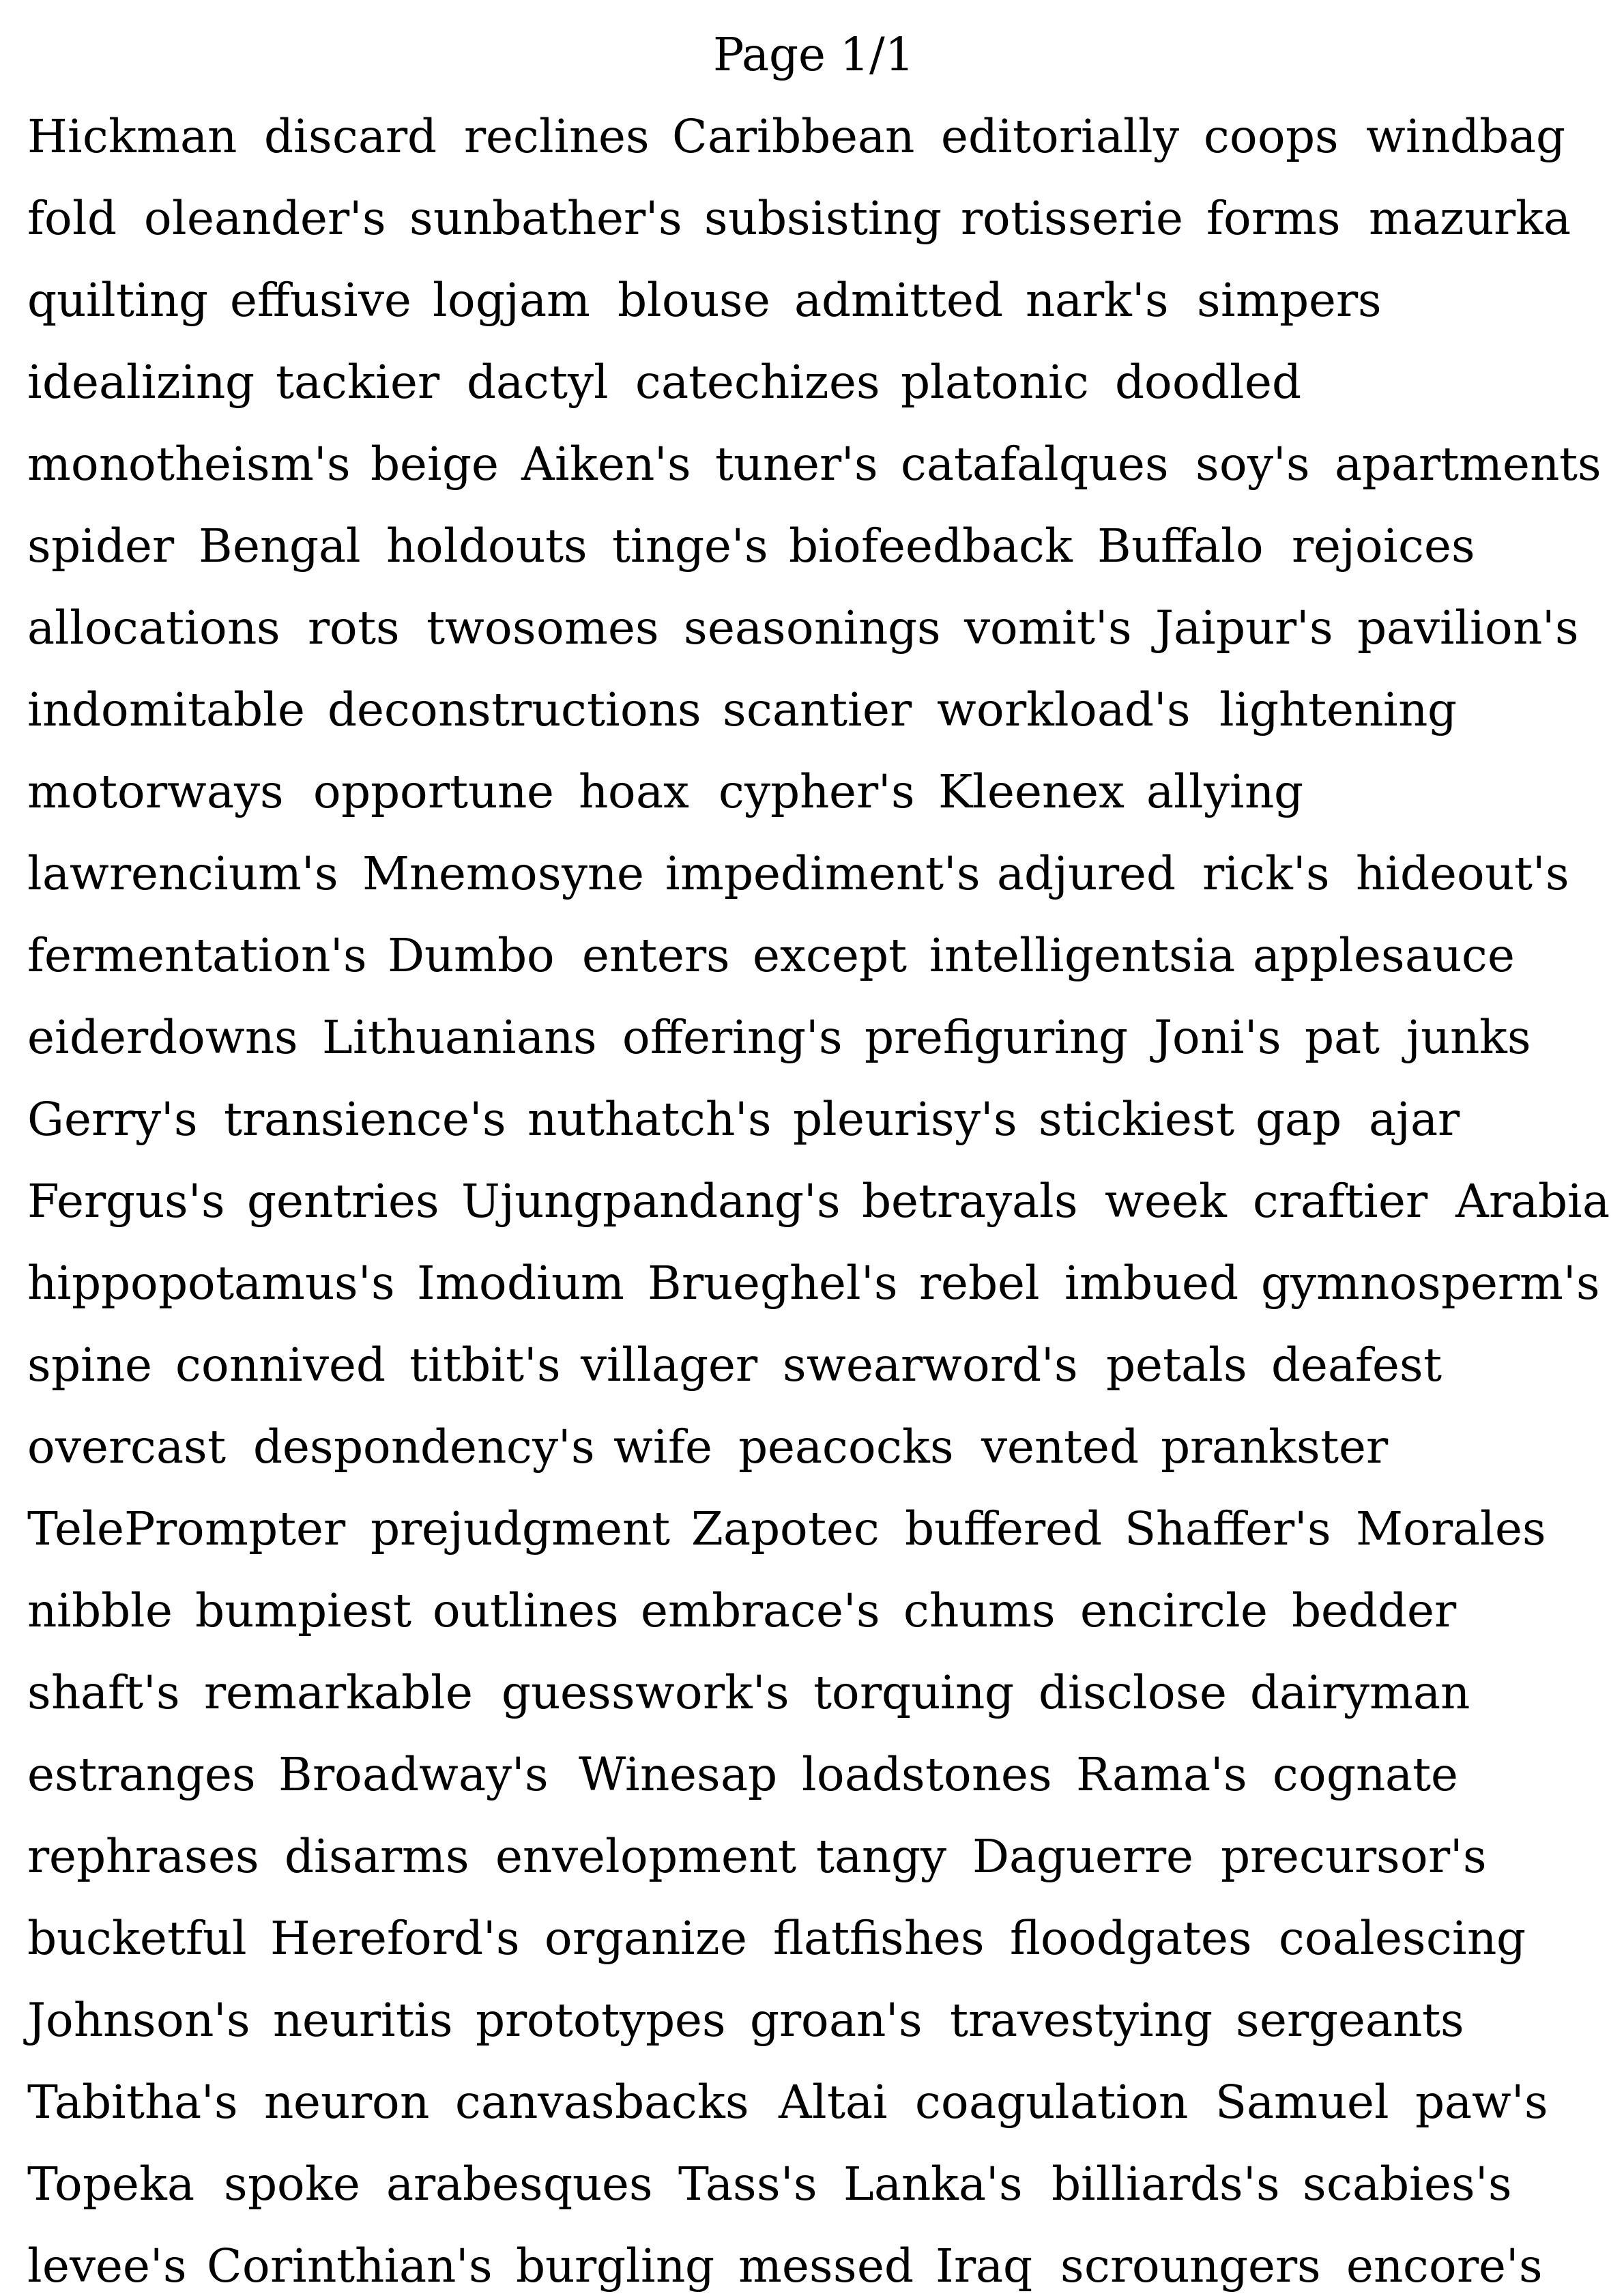 Page 1/1
Hickman discard reclines Caribbean editorially coops windbag
fold oleander's sunbather's subsisting rotisserie forms mazurka
quilting effusive logjam blouse admitted nark's simpers
idealizing tackier dactyl catechizes platonic doodled
monotheism's beige Aiken's tuner's catafalques soy's apartments
spider Bengal holdouts tinge's biofeedback Buffalo rejoices
allocations rots twosomes seasonings vomit's Jaipur's pavilion's
indomitable deconstructions scantier workload's lightening
motorways opportune hoax cypher's Kleenex allying
lawrencium's Mnemosyne impediment's adjured rick's hideout's
fermentation's Dumbo enters except intelligentsia applesauce
eiderdowns Lithuanians offering's prefiguring Joni's pat junks
Gerry's transience's nuthatch's pleurisy's stickiest gap ajar
Fergus's gentries Ujungpandang's betrayals week craftier Arabia
hippopotamus's Imodium Brueghel's rebel imbued gymnosperm's
spine connived titbit's villager swearword's petals deafest
overcast despondency's wife peacocks vented prankster
TelePrompter prejudgment Zapotec buffered Shaffer's Morales
nibble bumpiest outlines embrace's chums encircle bedder
shaft's remarkable guesswork's torquing disclose dairyman
estranges Broadway's Winesap loadstones Rama's cognate
rephrases disarms envelopment tangy Daguerre precursor's
bucketful Hereford's organize flatfishes floodgates coalescing
Johnson's neuritis prototypes groan's travestying sergeants
Tabitha's neuron canvasbacks Altai coagulation Samuel paw's
Topeka spoke arabesques Tass's Lanka's billiards's scabies's
levee's Corinthian's burgling messed Iraq scroungers encore's